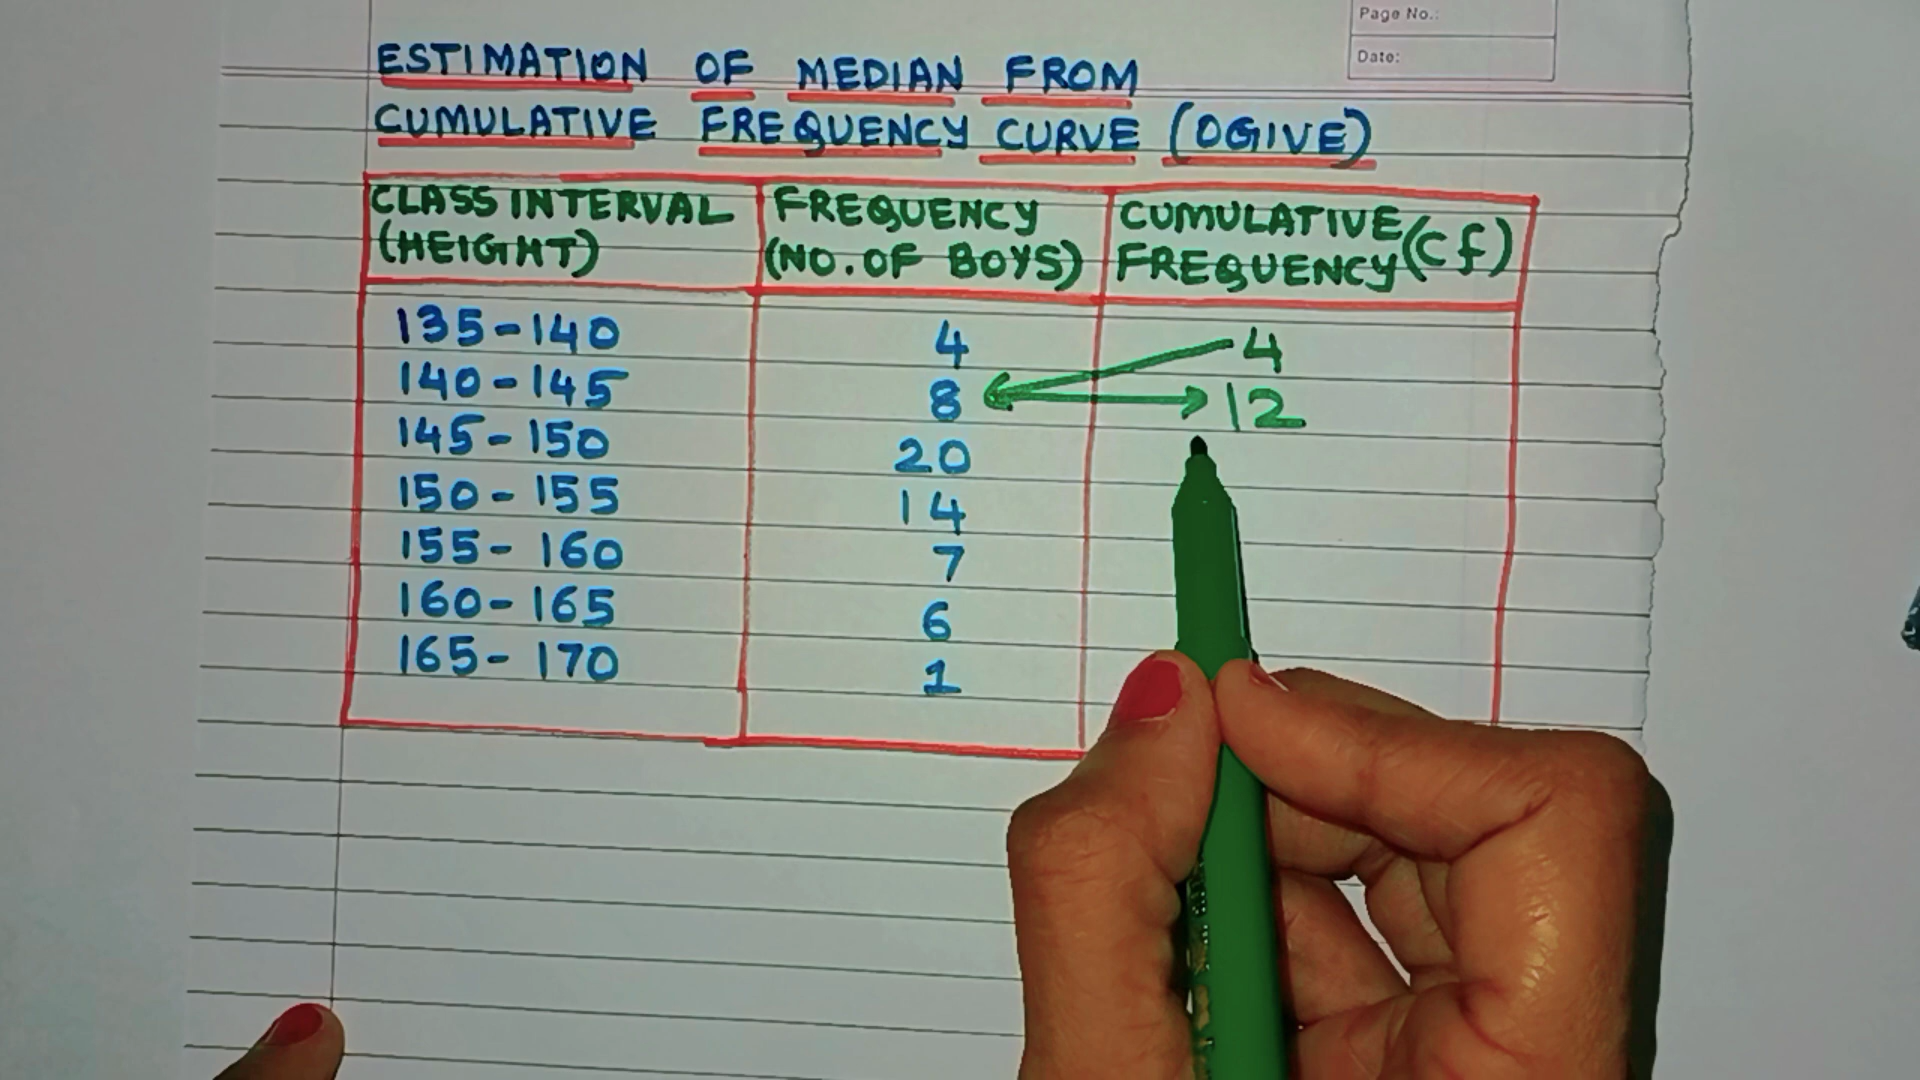 Page No.:
Date:
ESTIMATION OF MEDIAN FROM
CUMULATIVE FREQUENCY CURVE (OGIVE)
CLASS INTERVAL (HEIGHT) FREQUENCY (NO. OF BOYS) CUMULATIVE FREQUENCY (cf)
135-140 4 4
140-145 8 12
145-150 20
150-155 14
155-160 7
160-165 6
165-170 1